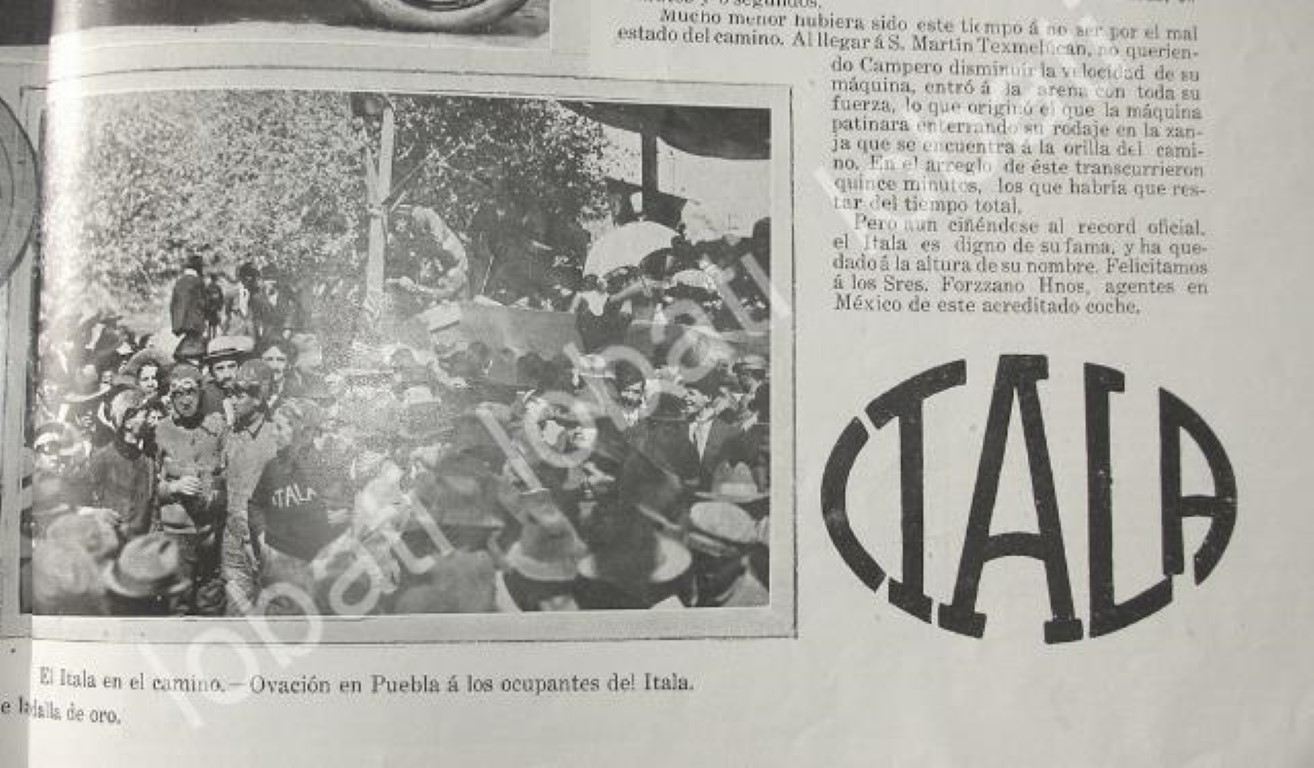 segundos.
Mucho menor hubiera sido este tiempo á no ser por el mal
estado del camino. Al llegar á S. Martin Texmelúcan, no querien-
do Campero disminuir la velocidad de su
máquina, entró á la arena con toda su
fuerza, lo que originó el que la máquina
patinara enterrando su rodaje en la zan-
ja que se encuentra á la orilla del cami-
no. En el arreglo de éste transcurrieron
quince minutos, los que habría que res-
tar del tiempo total.
Pero aun ciñéndose al record oficial,
el Itala es digno de su fama, y ha que-
dado á la altura de su nombre. Felicitamos
á los Sres. Forzzano Hnos, agentes en
México de este acreditado coche.
ITALA
ITALA
lobati lobati lobati
El Itala en el camino.—Ovación en Puebla á los ocupantes del Itala.
dalla de oro.